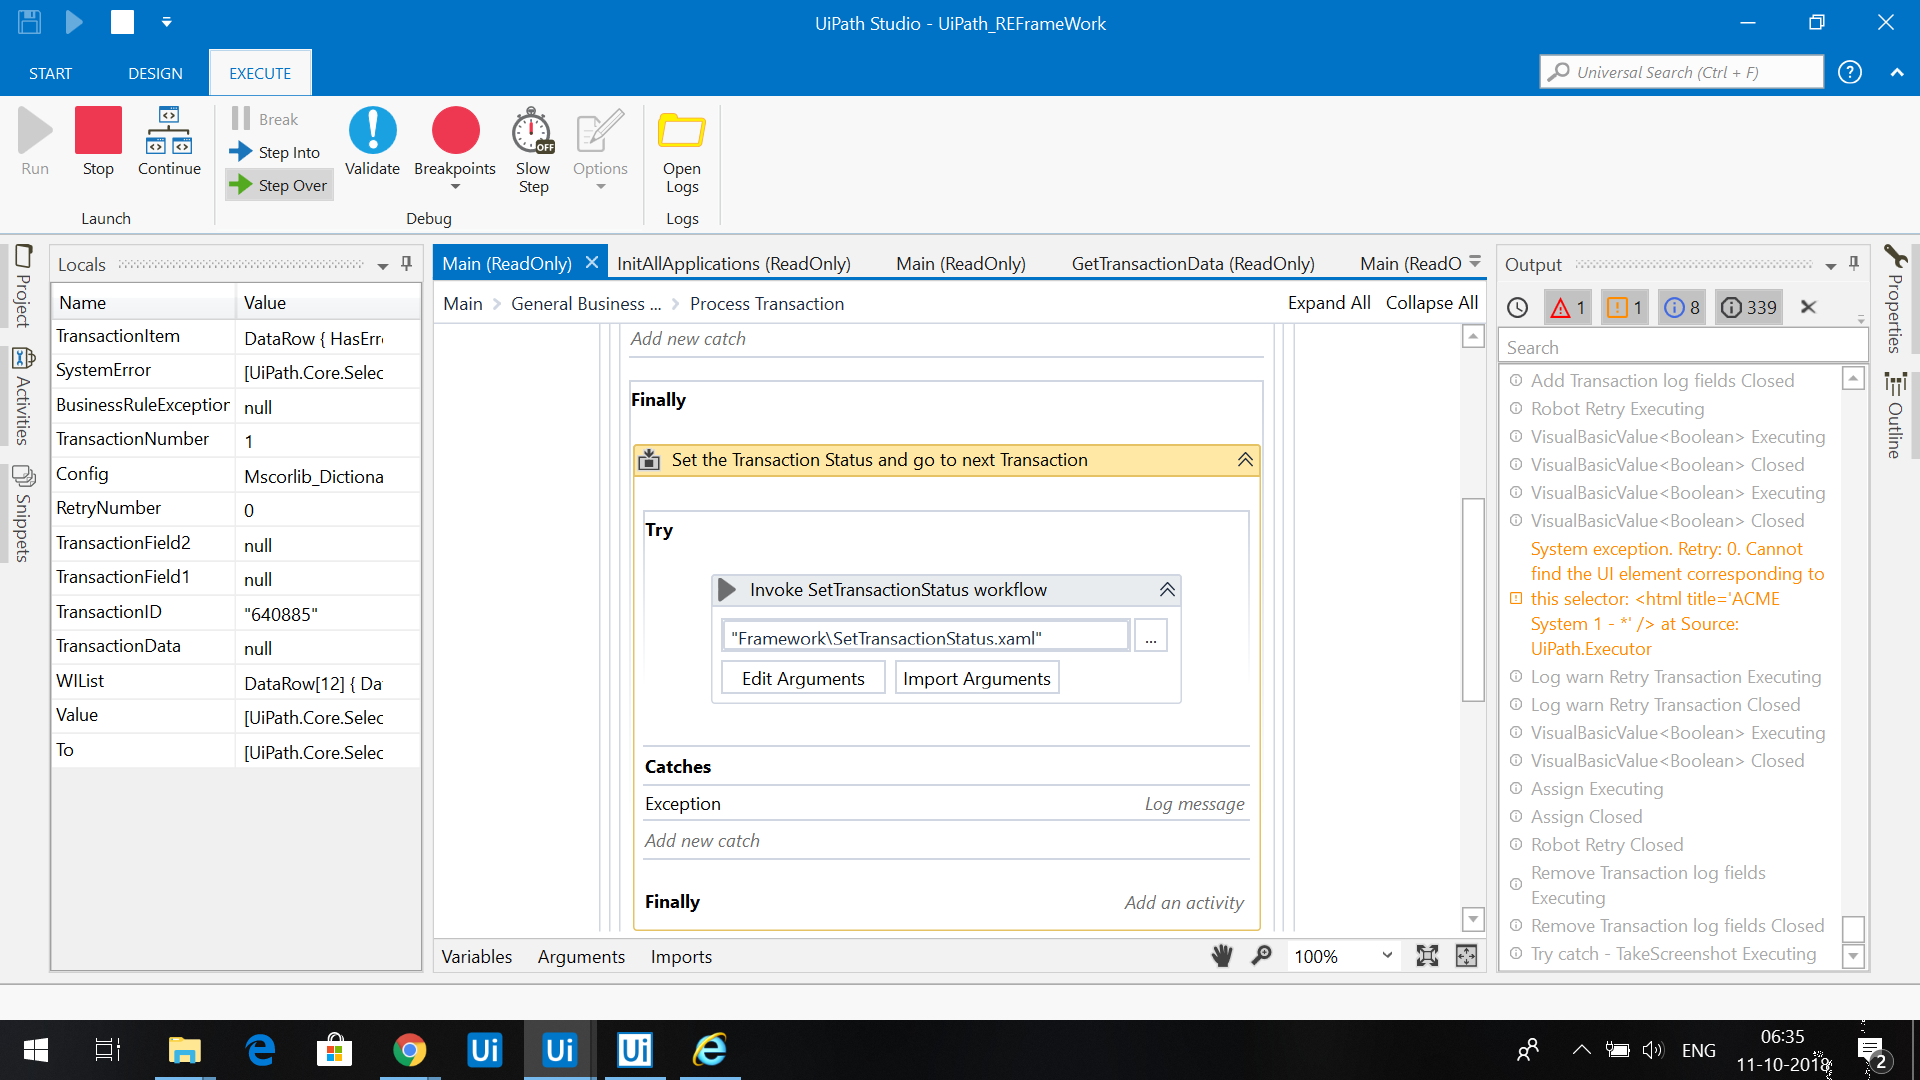 UiPath Studio - UiPath_REFrameWork
START
DESIGN
EXECUTE
Universal Search (Ctrl + F)
?
Run
Stop
Continue
Break
Step Into
Step Over
Validate
Breakpoints
OFF
Slow
Step
Options
Open
Logs
Launch
Debug
Logs
Project
Activities
Snippets
Locals
Name
Value
TransactionItem
DataRow { HasErr
SystemError
[UiPath.Core.Selec
BusinessRuleException
null
TransactionNumber
1
Config
Mscorlib_Dictiona
RetryNumber
0
TransactionField2
null
TransactionField1
null
TransactionID
"640885"
TransactionData
null
WIList
DataRow[12] { Da
Value
[UiPath.Core.Selec
To
[UiPath.Core.Selec
Main (ReadOnly)
InitAllApplications (ReadOnly)
Main (ReadOnly)
GetTransactionData (ReadOnly)
Main (ReadO
Main > General Business ... > Process Transaction
Expand All
Collapse All
Add new catch
Finally
Set the Transaction Status and go to next Transaction
Try
Invoke SetTransactionStatus workflow
"Framework\SetTransactionStatus.xaml"
...
Edit Arguments
Import Arguments
Catches
Exception
Log message
Add new catch
Finally
Add an activity
Variables
Arguments
Imports
100%
Output
1
1
8
339
Search
Add Transaction log fields Closed
Robot Retry Executing
VisualBasicValue<Boolean> Executing
VisualBasicValue<Boolean> Closed
VisualBasicValue<Boolean> Executing
VisualBasicValue<Boolean> Closed
System exception. Retry: 0. Cannot
find the UI element corresponding to
this selector: <html title='ACME
System 1 - *' /> at Source:
UiPath.Executor
Log warn Retry Transaction Executing
Log warn Retry Transaction Closed
VisualBasicValue<Boolean> Executing
VisualBasicValue<Boolean> Closed
Assign Executing
Assign Closed
Robot Retry Closed
Remove Transaction log fields
Executing
Remove Transaction log fields Closed
Try catch - TakeScreenshot Executing
Properties
Outline
Ui
Ui
Ui
ENG
06:35
11-10-2018
2